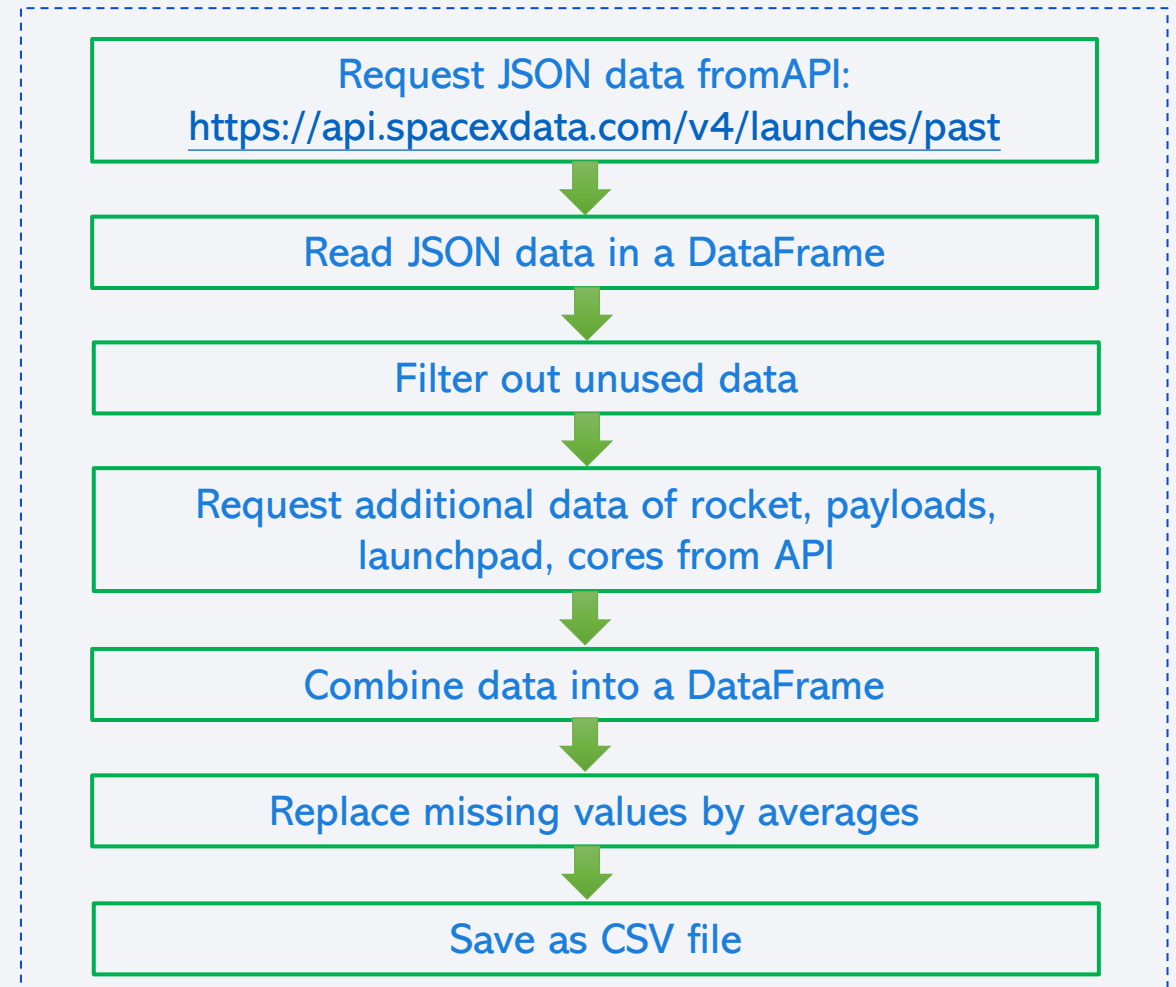 Request JSON data fromAPI:
https://api.spacexdata.com/v4/launches/past
Read JSON data in a DataFrame
Filter out unused data
Request additional data of rocket, payloads,
launchpad, cores from API
Combine data into a DataFrame
Replace missing values by averages
Save as CSV file